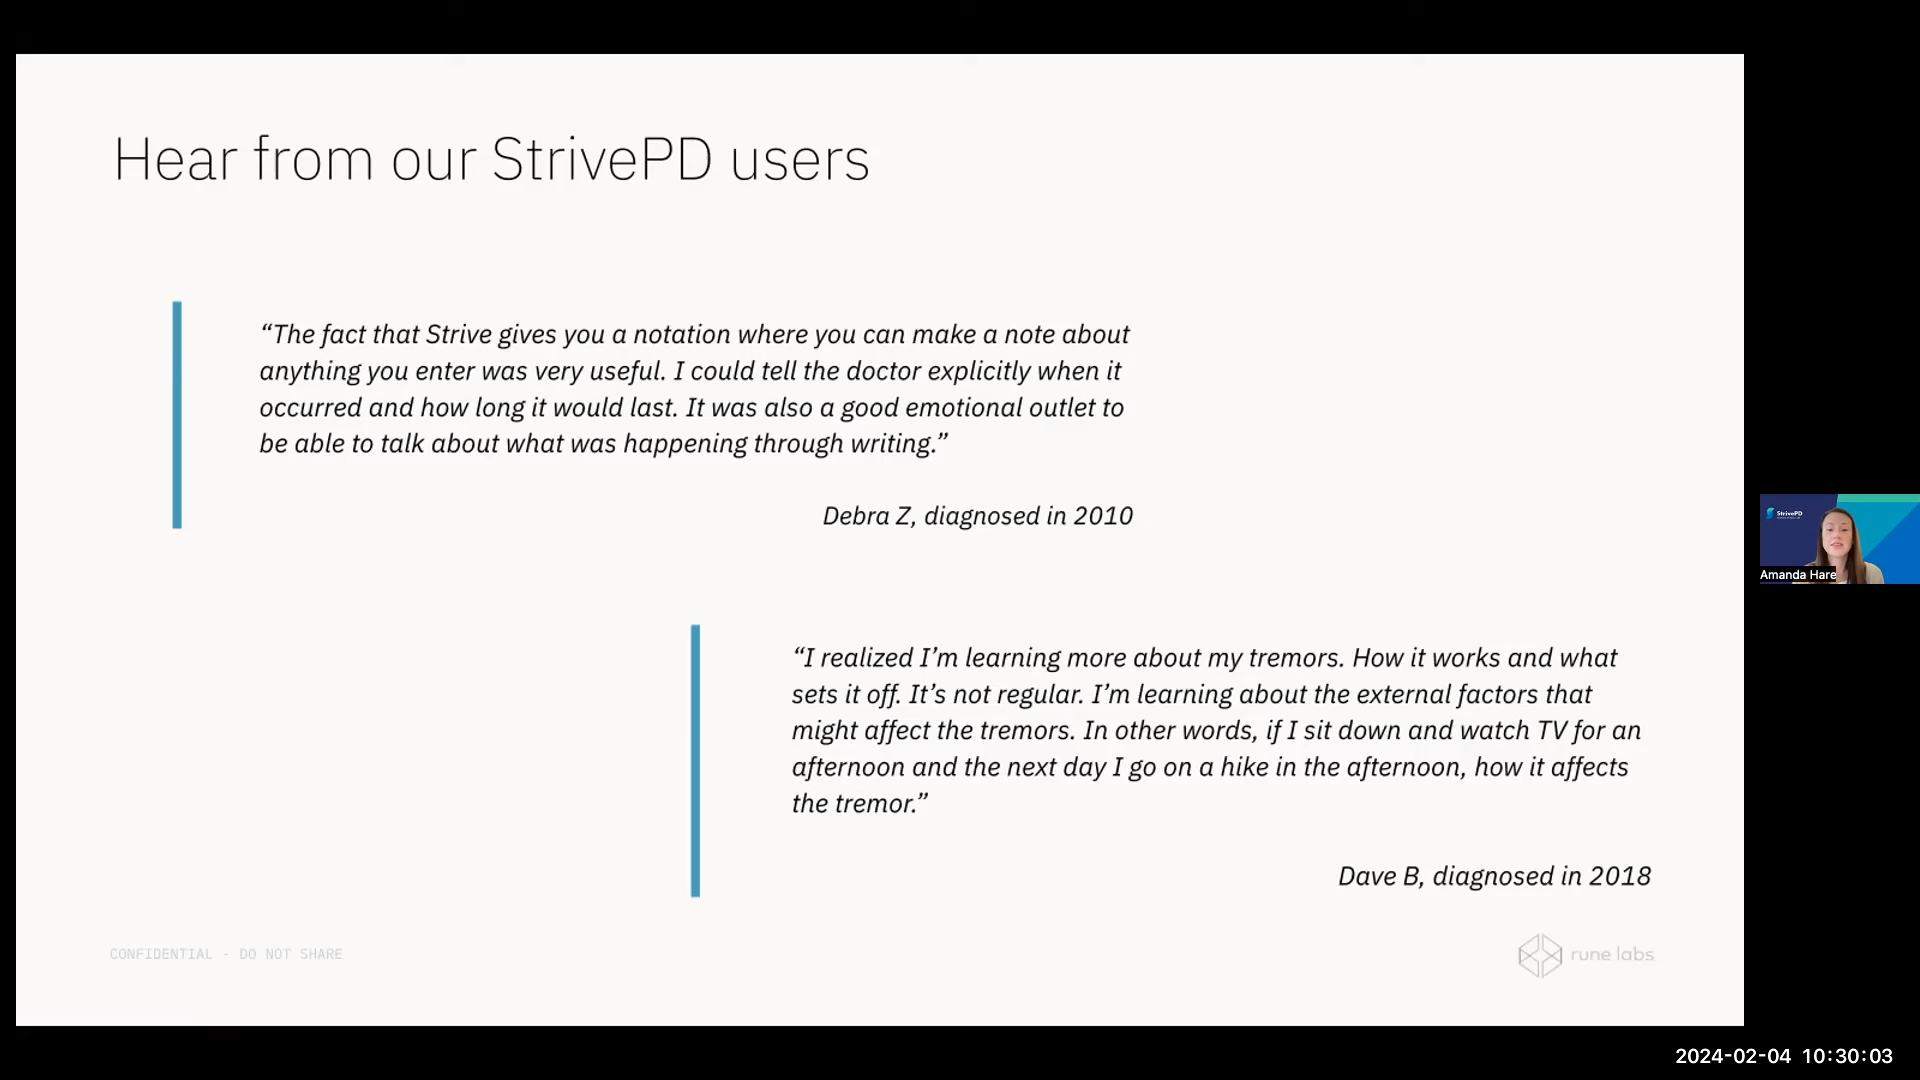 Hear from our StrivePD users
“The fact that Strive gives you a notation where you can make a note about
anything you enter was very useful. I could tell the doctor explicitly when it
occurred and how long it would last. It was also a good emotional outlet to
be able to talk about what was happening through writing.”
Debra Z, diagnosed in 2010
StrivePD
Amanda Hare
“I realized I’m learning more about my tremors. How it works and what
sets it off. It’s not regular. I’m learning about the external factors that
might affect the tremors. In other words, if I sit down and watch TV for an
afternoon and the next day I go on a hike in the afternoon, how it affects
the tremor.”
Dave B, diagnosed in 2018
CONFIDENTIAL - DO NOT SHARE
rune labs
2024-02-04 10:30:03